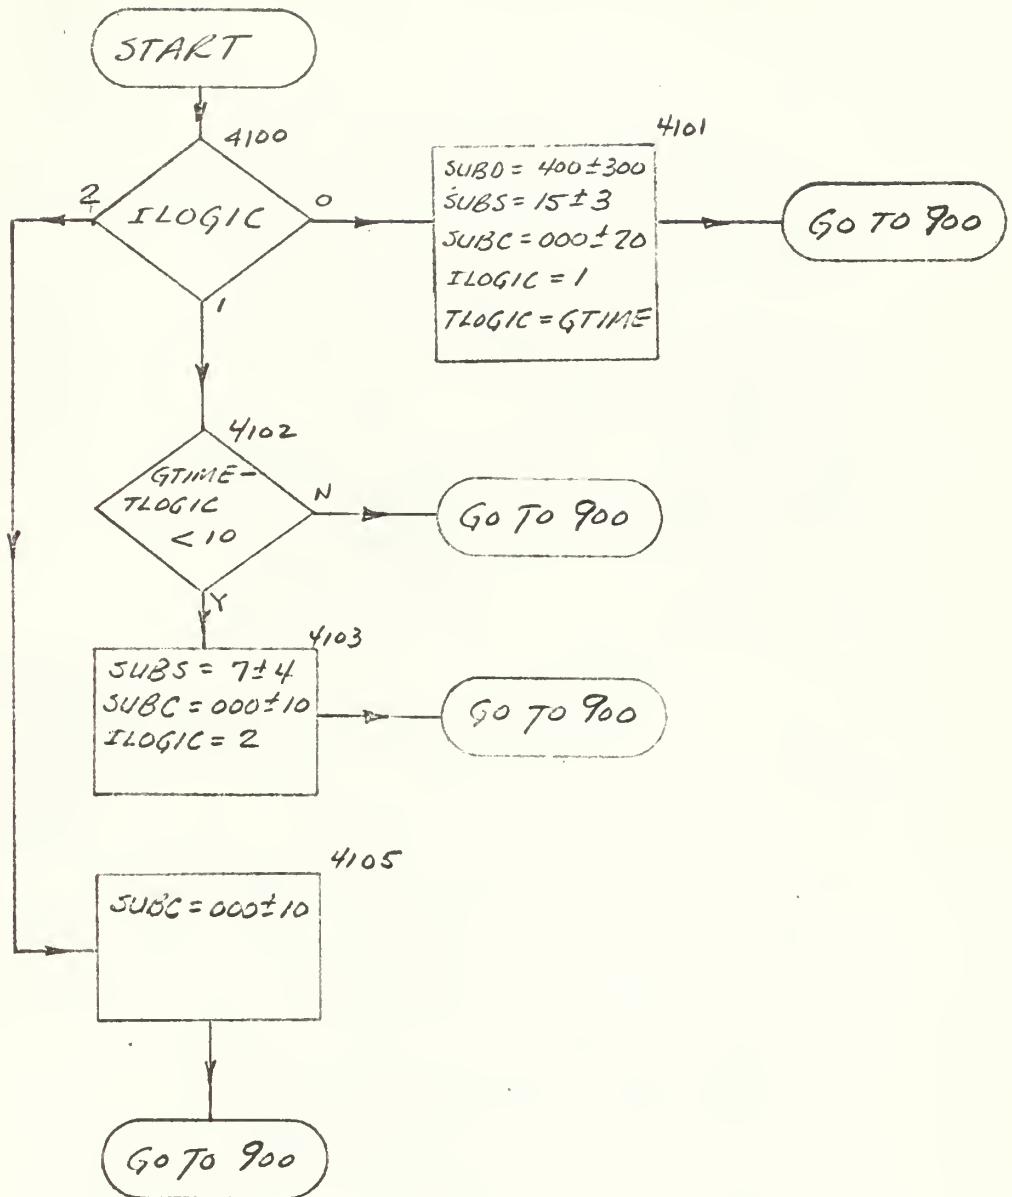 START
4100
ILOGIC
2
0
1
4101
SUBD = 400±300
SUBS = 15±3
SUBC = 000±20
ILOGIC = 1
TLOGIC = GTIME
GO TO 900
4102
GTIME-
TLOGIC
< 10
N
Y
GO TO 900
4103
SUBS = 7±4
SUBC = 000±10
ILOGIC = 2
GO TO 900
4105
SUBC = 000±10
GO TO 900